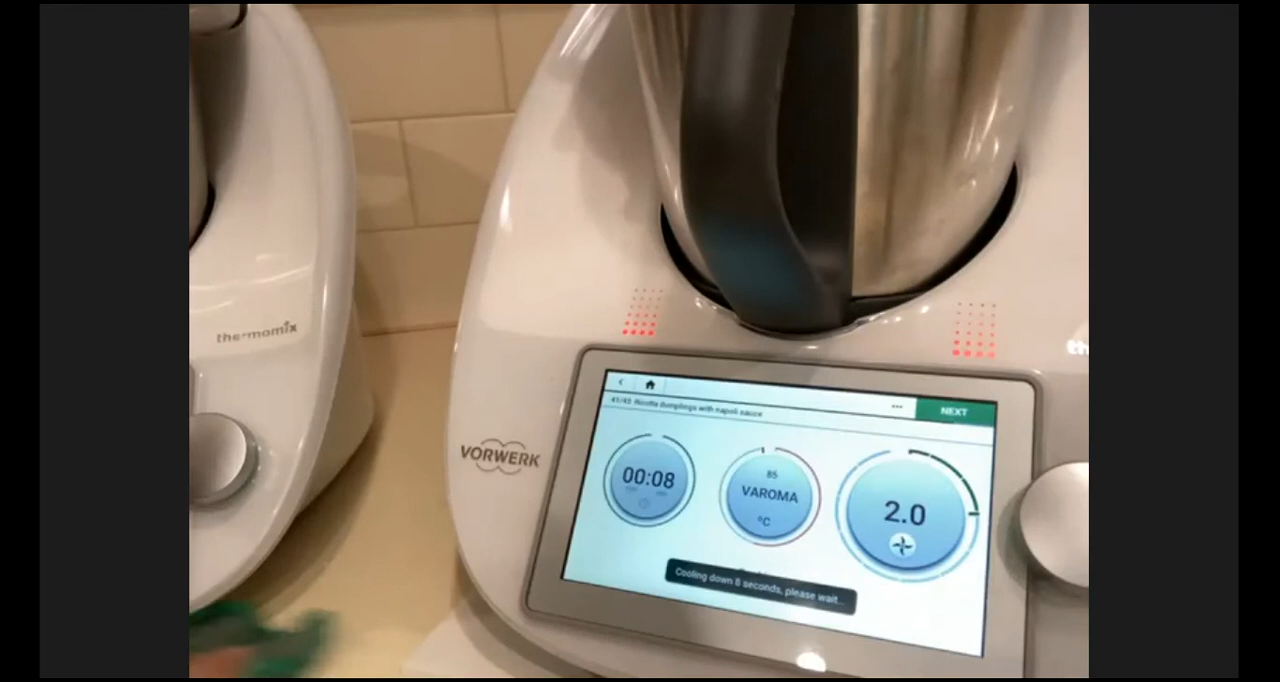 thermomix
th
VORWERK
41/45 Ricotta dumplings with napoli sauce
...
NEXT
00:08
85
VAROMA
°C
2.0
Cooling down 8 seconds, please wait...